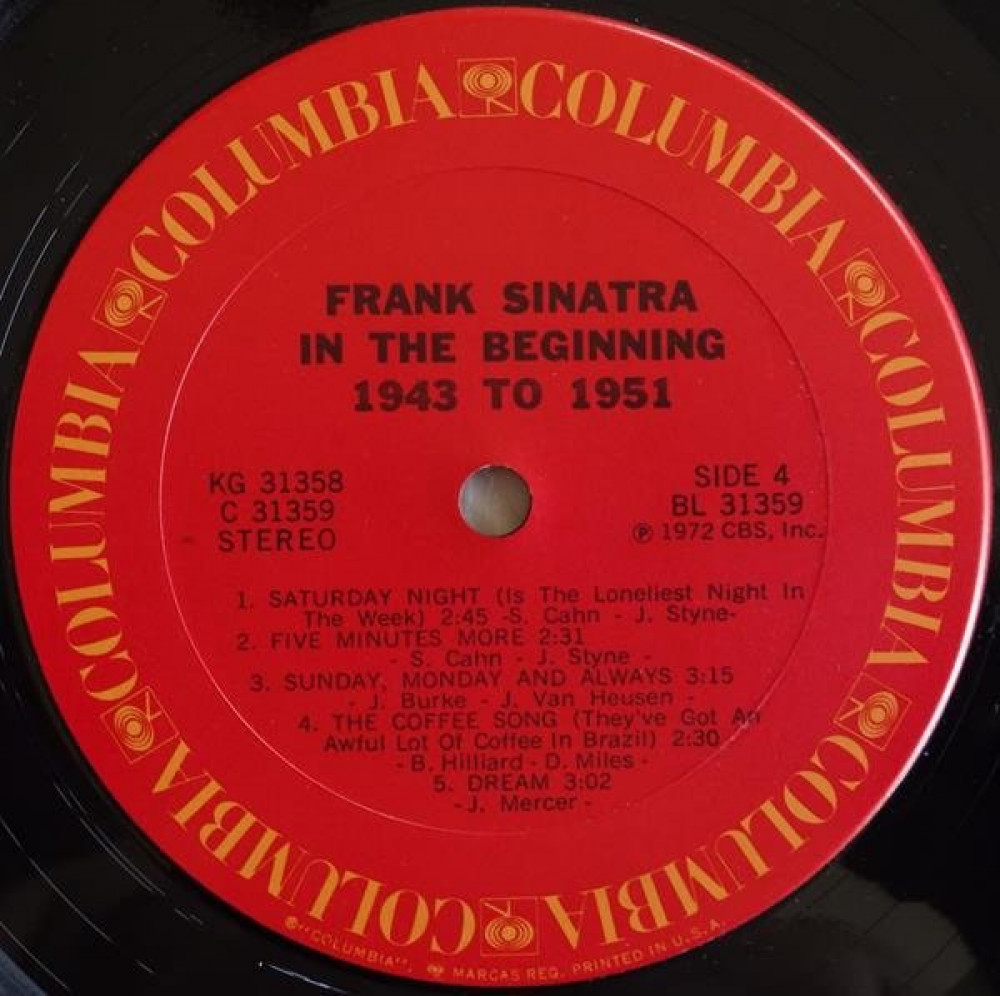 COLUMBIA COLUMBIA COLUMBIA COLUMBIA COLUMBIA COLUMBIA
FRANK SINATRA
IN THE BEGINNING
1943 TO 1951
KG 31358
C 31359
STEREO
SIDE 4
BL 31359
℗ 1972 CBS, Inc.
1. SATURDAY NIGHT (Is The Loneliest Night In
The Week) 2:45 -S. Cahn - J. Styne-
2. FIVE MINUTES MORE 2:31
- S. Cahn - J. Styne -
3. SUNDAY, MONDAY AND ALWAYS 3:15
- J. Burke - J. Van Heusen -
4. THE COFFEE SONG (They've Got An
Awful Lot Of Coffee In Brazil) 2:30
- B. Hilliard - D. Miles -
5. DREAM 3:02
- J. Mercer -
®"COLUMBIA", MARCAS REG. PRINTED IN U.S.A.